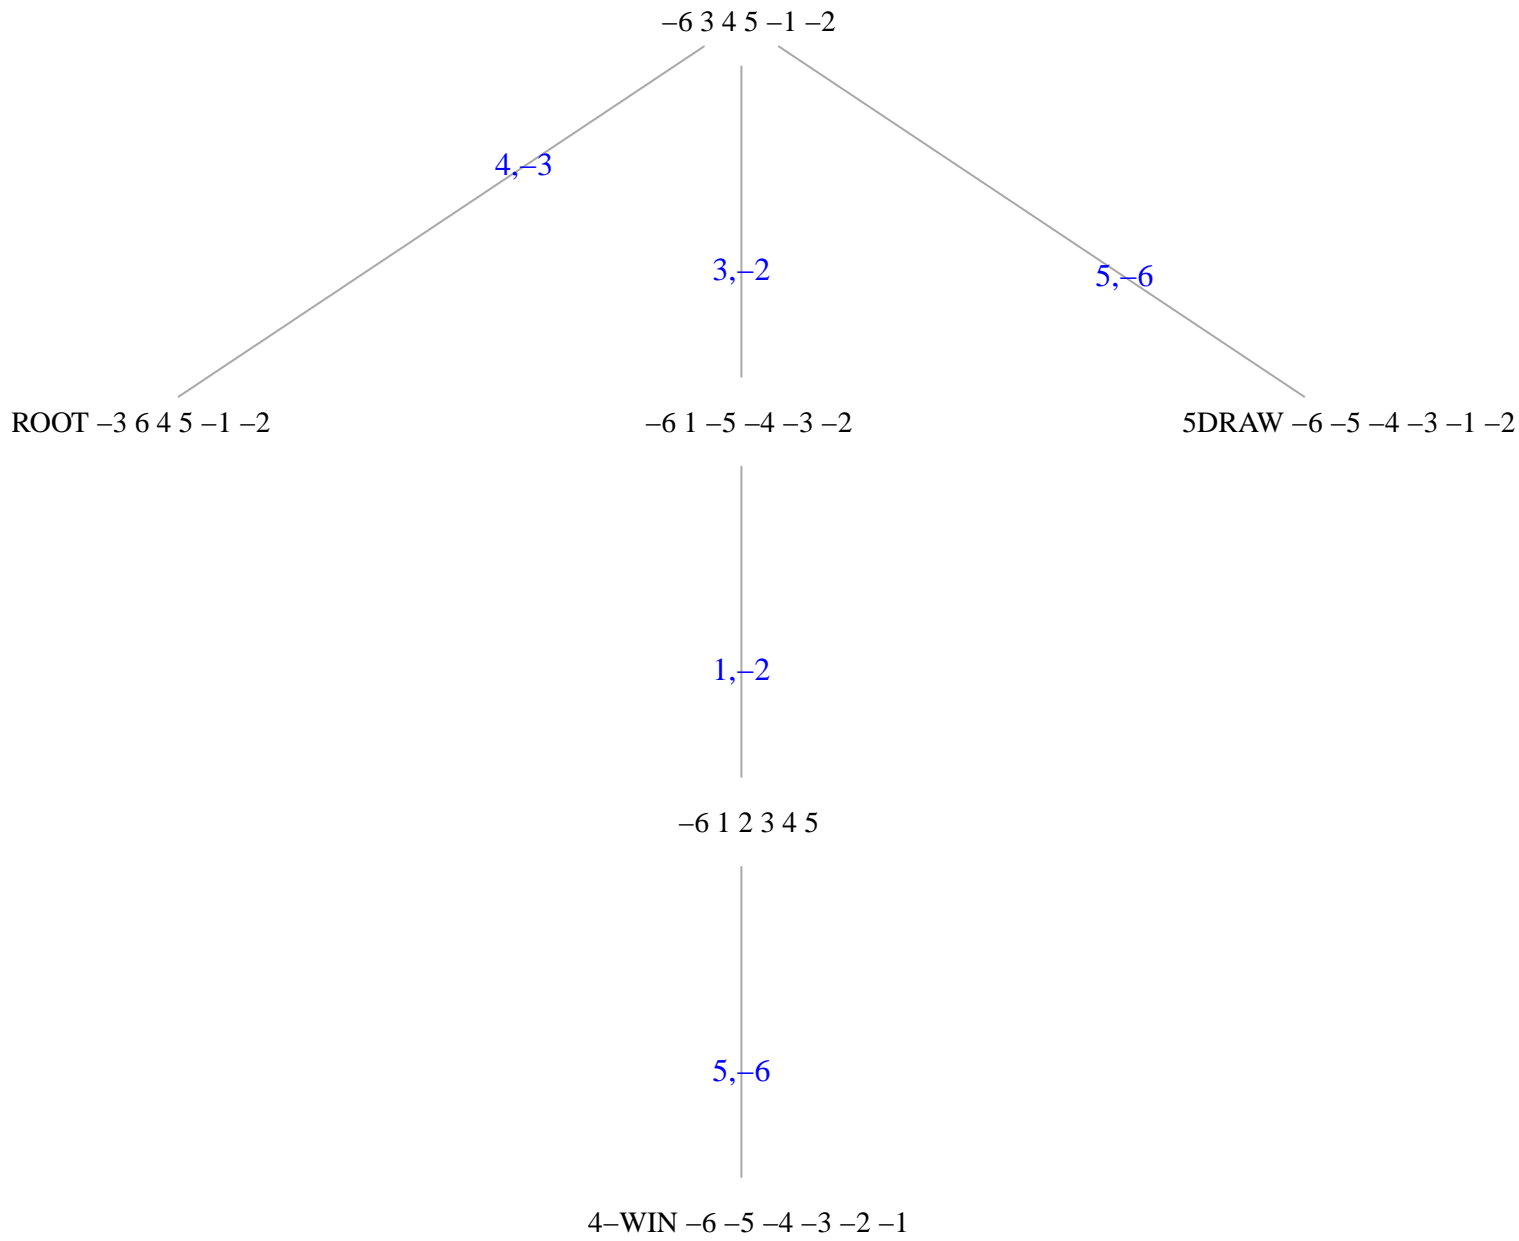 –6 3 4 5 –1 –2
4,–3
3,–2
5,–6
ROOT –3 6 4 5 –1 –2
–6 1 –5 –4 –3 –2
5DRAW –6 –5 –4 –3 –1 –2
1,–2
–6 1 2 3 4 5
5,–6
4–WIN –6 –5 –4 –3 –2 –1